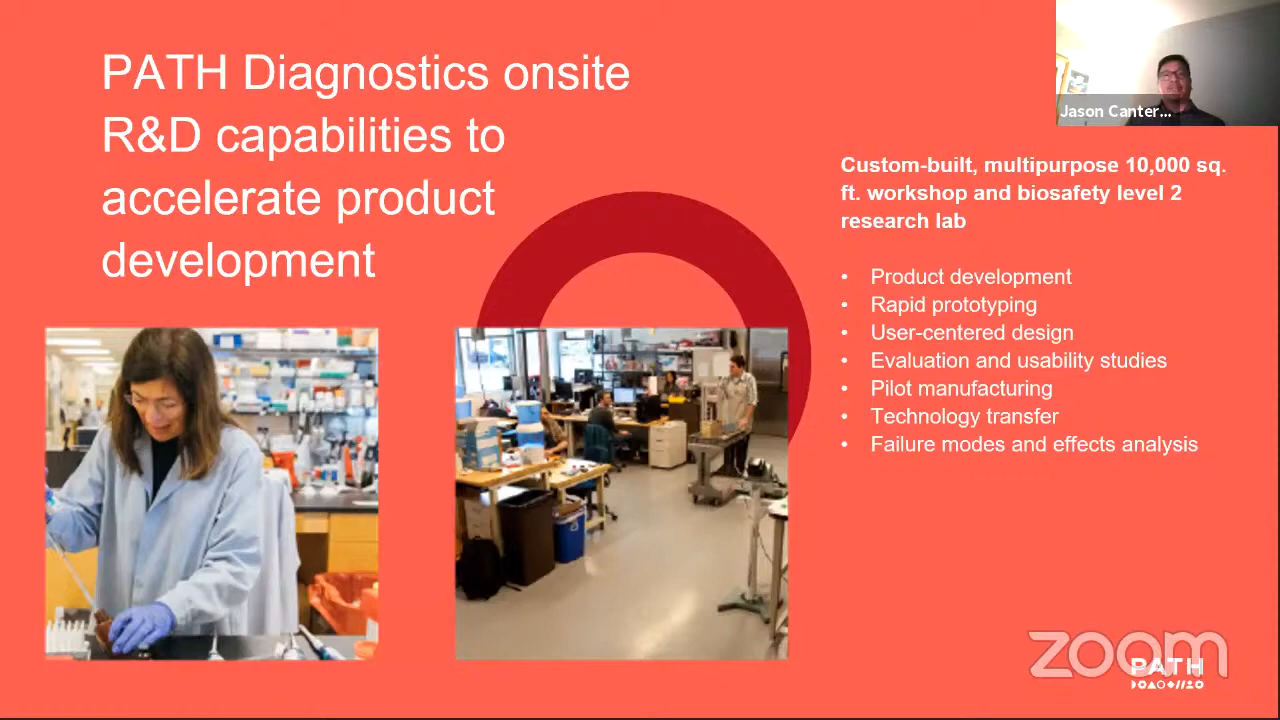 PATH Diagnostics onsite
R&D capabilities to
accelerate product
development
Jason Canter...
Custom-built, multipurpose 10,000 sq.
ft. workshop and biosafety level 2
research lab
• Product development
• Rapid prototyping
• User-centered design
• Evaluation and usability studies
• Pilot manufacturing
• Technology transfer
• Failure modes and effects analysis
zoom
PATH